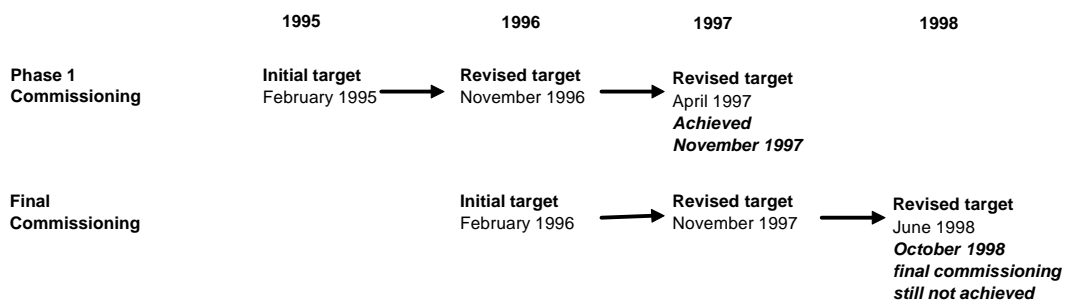 1995 1996 1997 1998
Phase 1
Commissioning
Initial target
February 1995
Revised target
November 1996
Revised target
April 1997
Achieved
November 1997
Final
Commissioning
Initial target
February 1996
Revised target
November 1997
Revised target
June 1998
October 1998
final commissioning
still not achieved